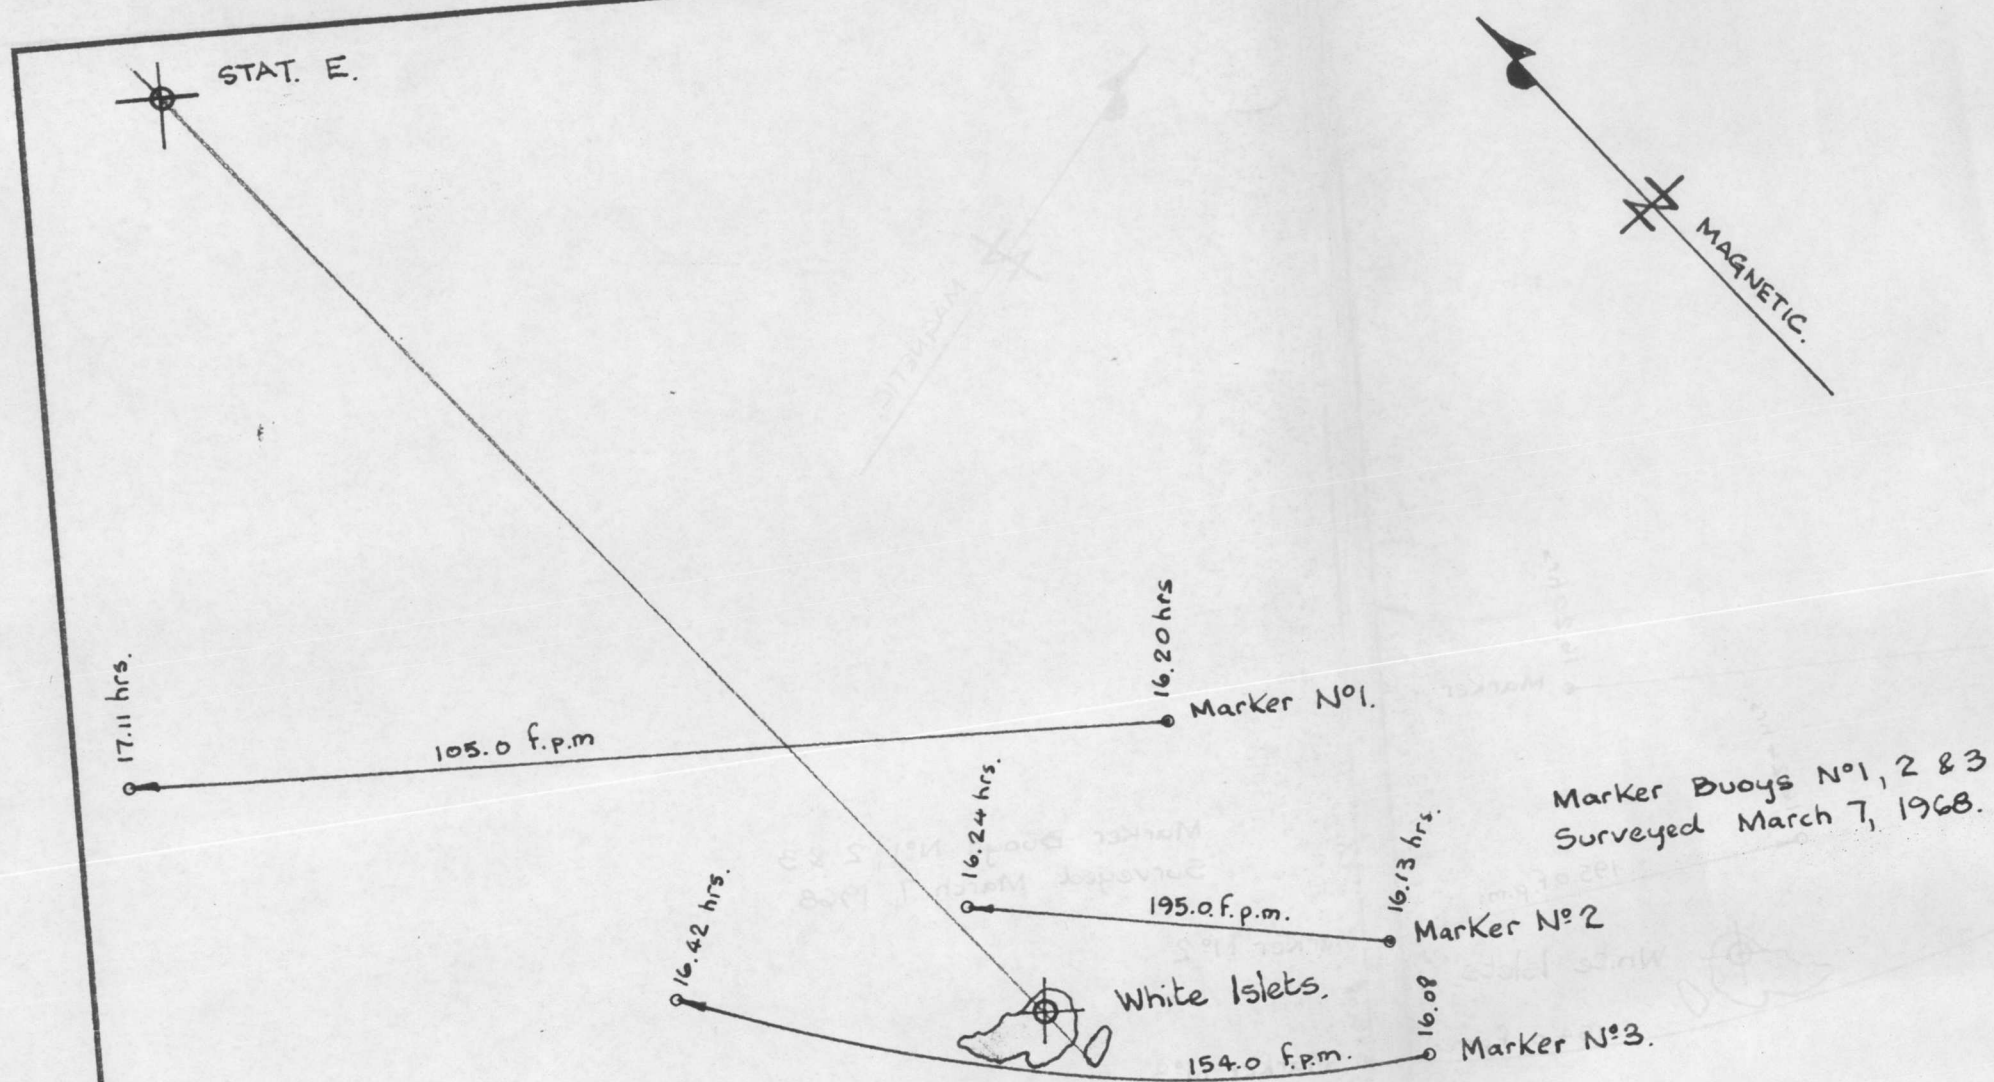 STAT. E.
N
MAGNETIC.
17.11 hrs.
105.0 f.p.m
16.20 hrs
Marker Nº1.
Marker Buoys Nº1, 2 & 3
Surveyed March 7, 1968.
16.24 hrs.
195.0 f.p.m.
16.13 hrs.
Marker Nº2
16.42 hrs.
White Islets.
154.0 f.p.m.
16.08
Marker Nº3.